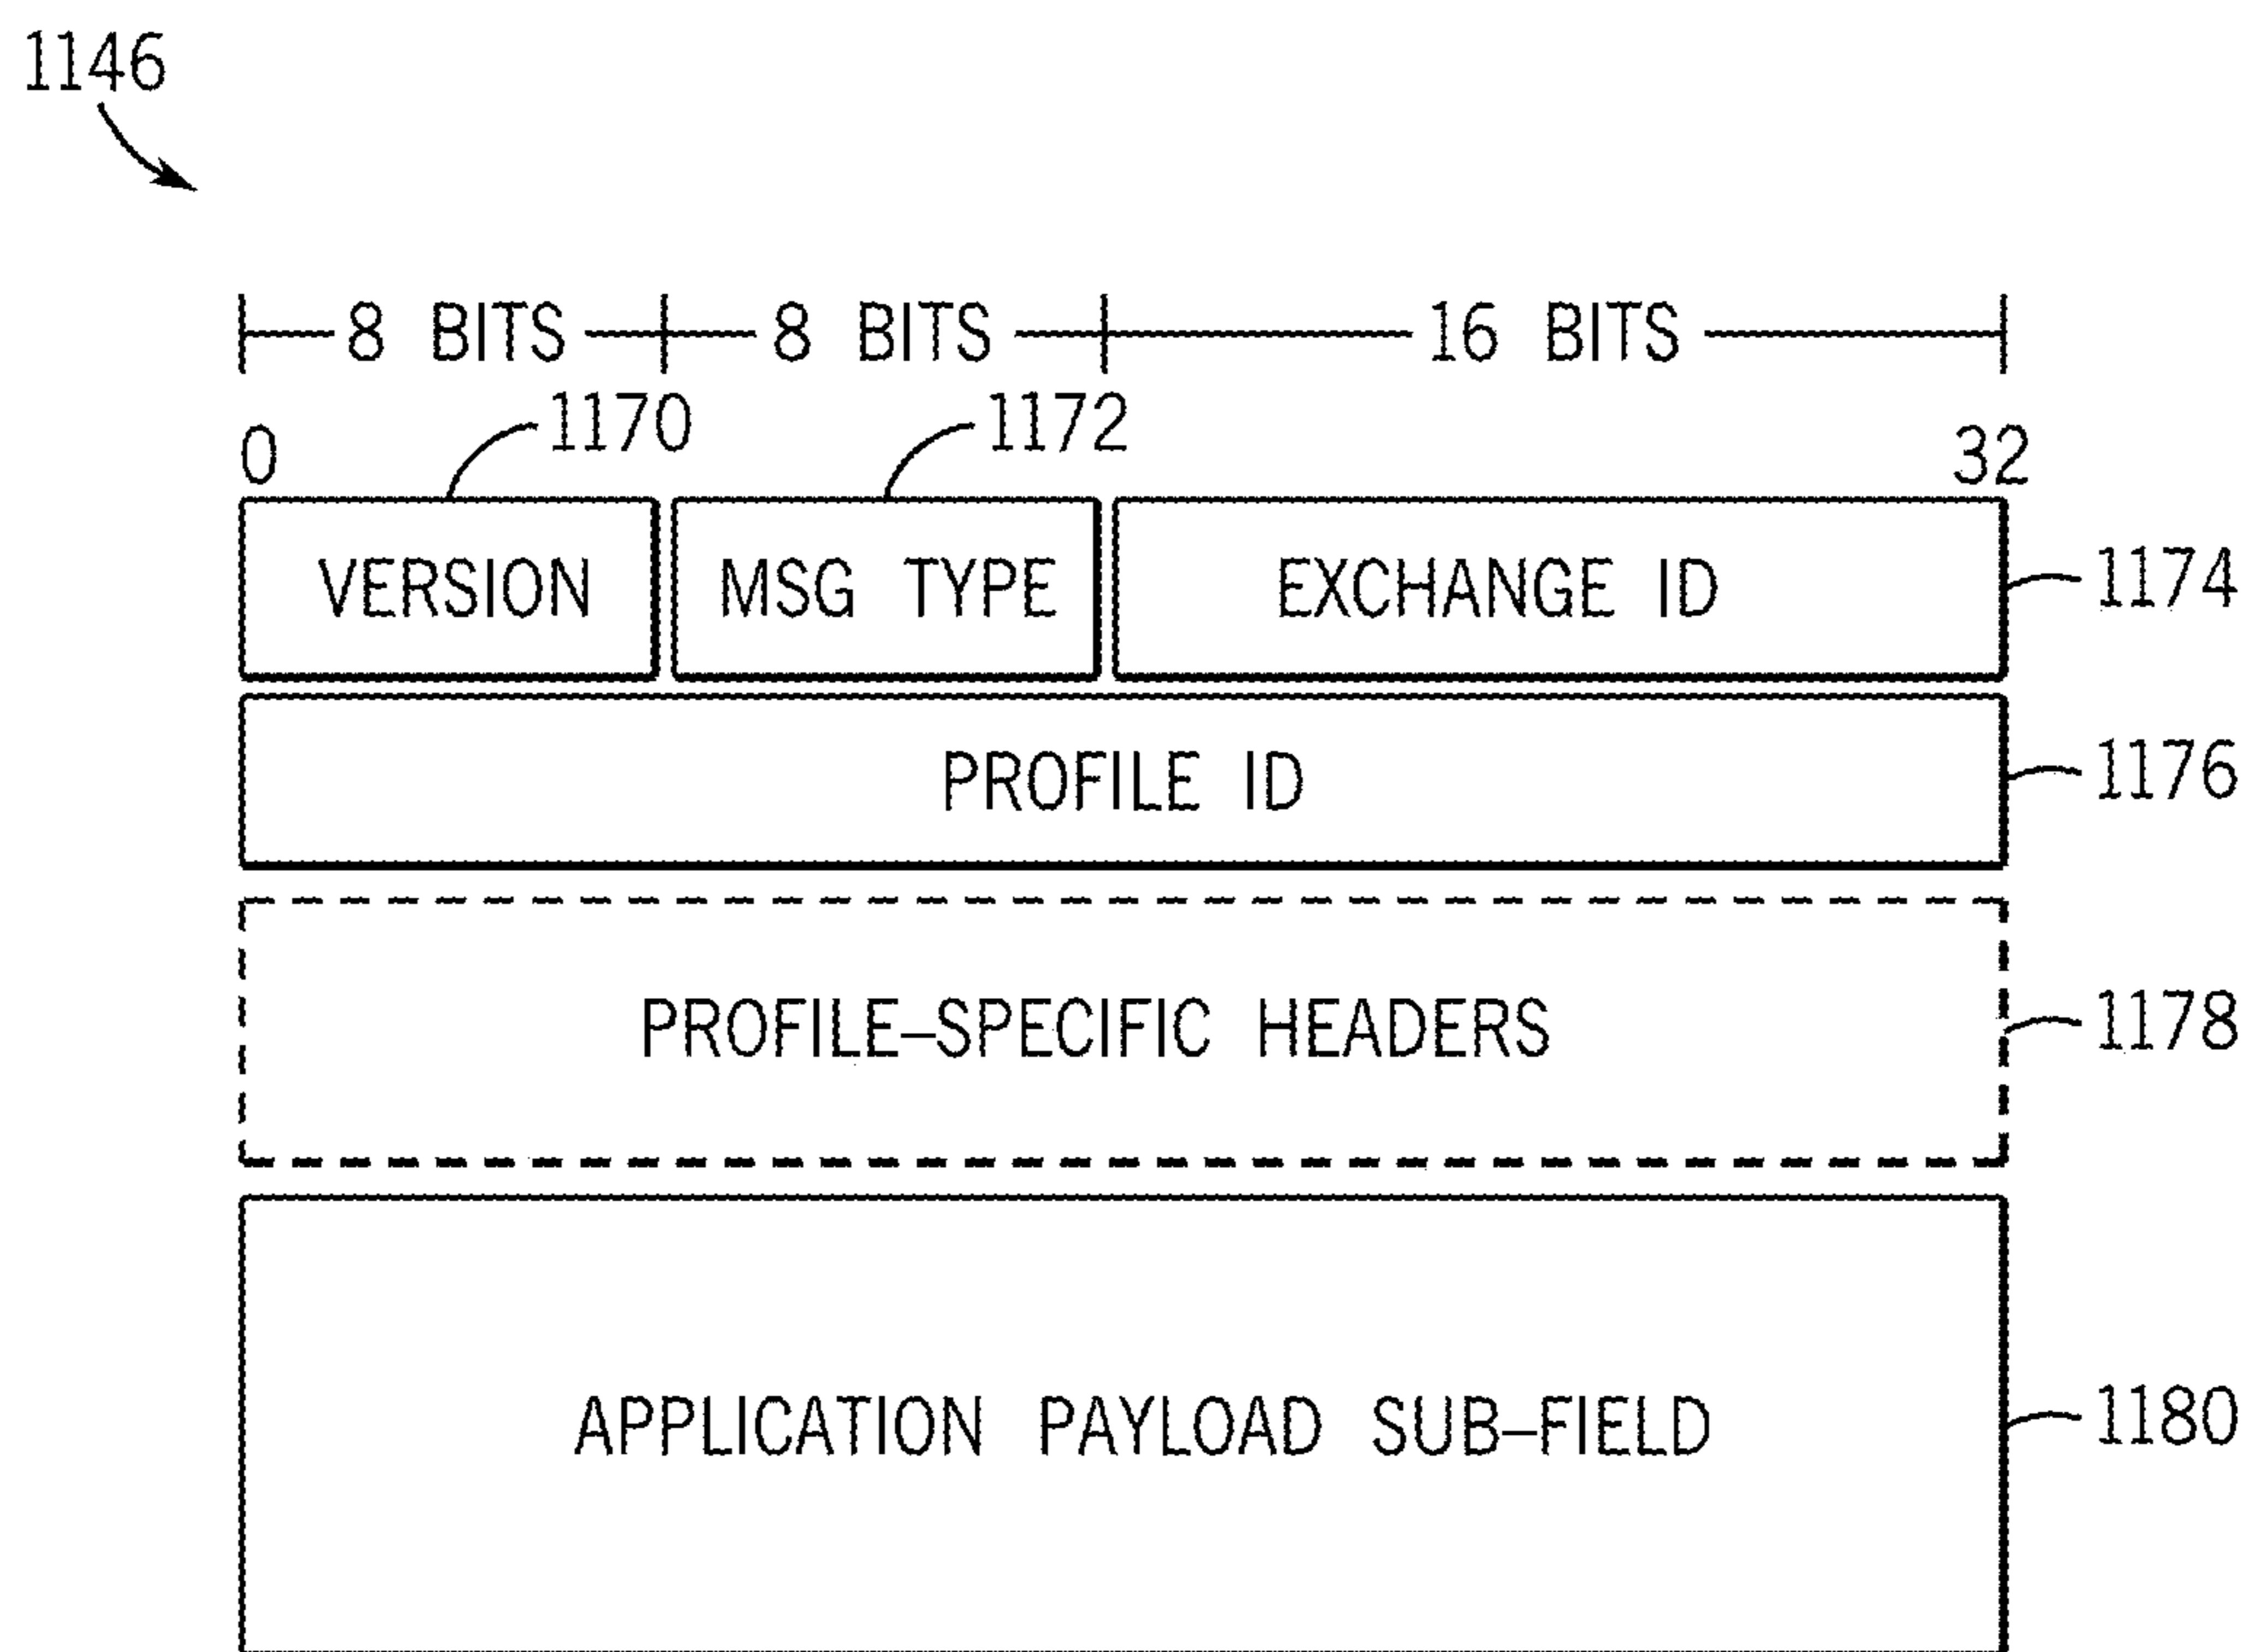 1146
8 BITS 8 BITS 16 BITS
0 1170 1172 32
VERSION MSG TYPE EXCHANGE ID 1174
PROFILE ID 1176
PROFILE–SPECIFIC HEADERS 1178
APPLICATION PAYLOAD SUB–FIELD 1180